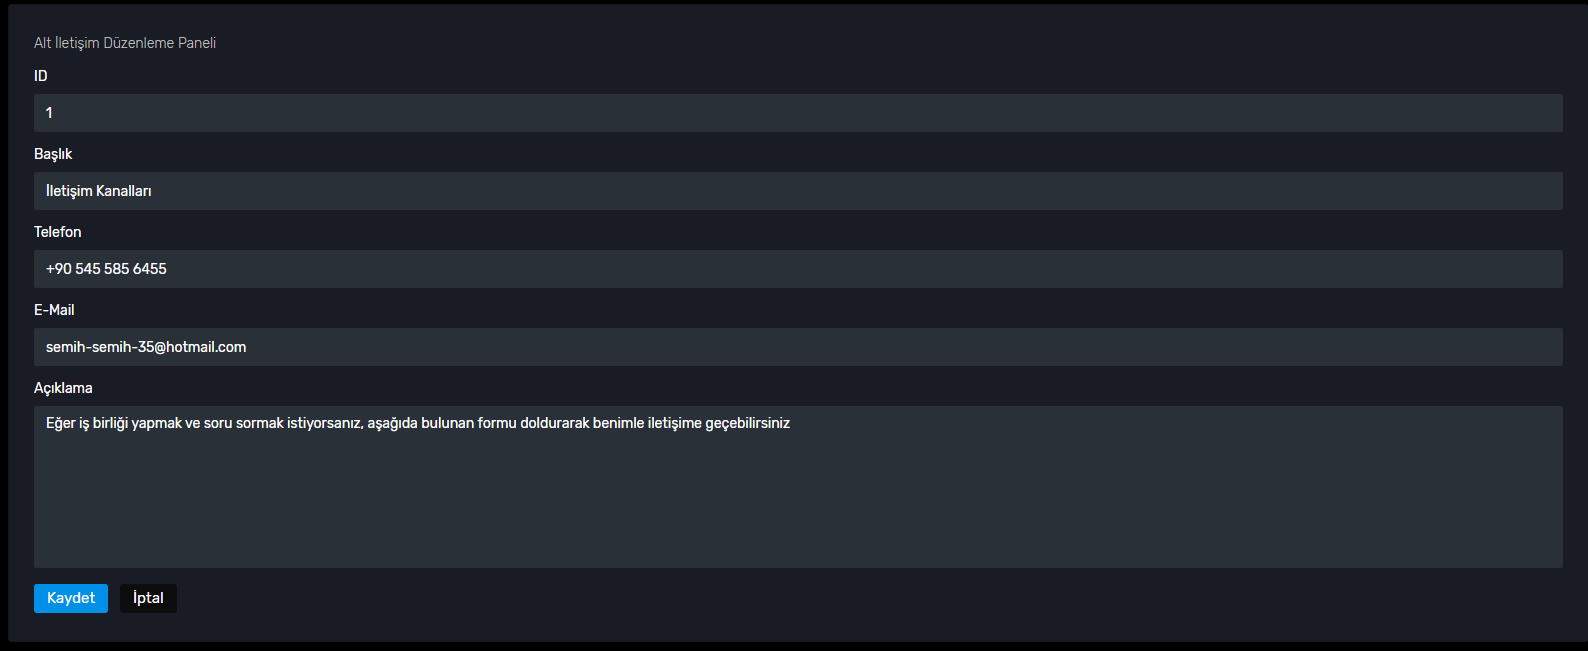 Alt İletişim Düzenleme Paneli
ID
1
Başlık
İletişim Kanalları
Telefon
+90 545 585 6455
E-Mail
semih-semih-35@hotmail.com
Açıklama
Eğer iş birliği yapmak ve soru sormak istiyorsanız, aşağıda bulunan formu doldurarak benimle iletişime geçebilirsiniz
Kaydet İptal